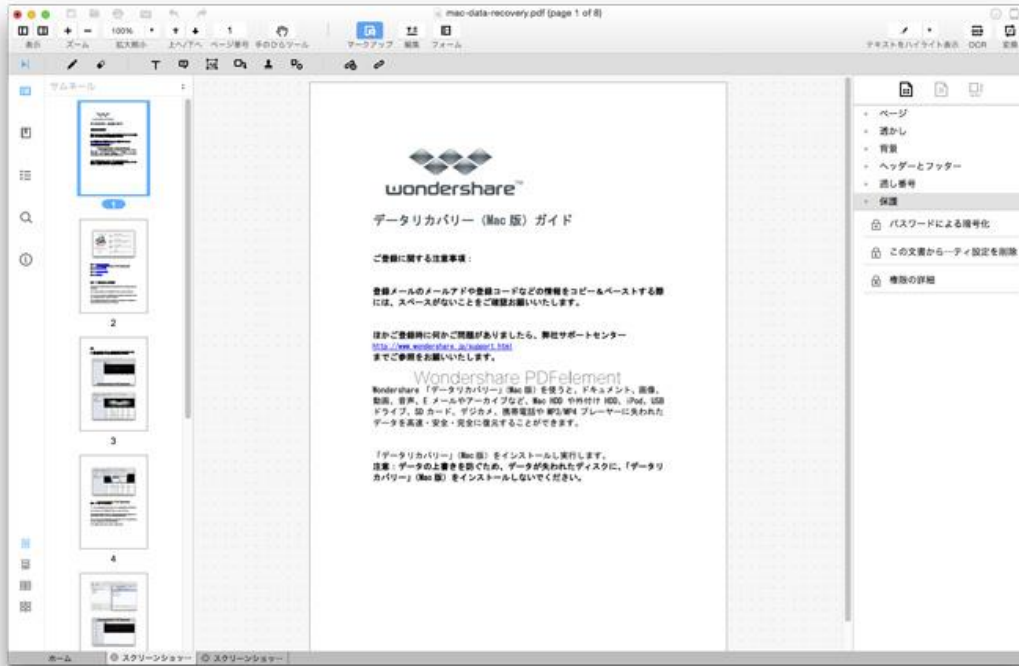 mac-data-recovery.pdf (page 1 of 8)
100%
1
表示
ズーム
拡大縮小
上へ/下へ
ページ番号
手のひらツール
マークアップ
編集
フォーム
テキストをハイライト表示
OCR
変換
T
サムネール
1
2
3
4
wondershare™
データリカバリー（Mac 版）ガイド
ご登録に関する注意事項：
登録メールのメールアドや登録コードなどの情報をコピー＆ペーストする際
には、スペースがないことをご確認お願いいたします。
ほかご登録時に何かご問題がありましたら、弊社サポートセンター
http://www.wondershare.jp/support.html
までご参照をお願いいたします。
Wondershare PDFelement
Wondershare 「データリカバリー」（Mac 版）を使うと、ドキュメント、画像、
動画、音声、E メールやアーカイブなど、Mac HDD や外付け HDD、iPod、USB
ドライブ、SD カード、デジカメ、携帯電話や MP3/MP4 プレーヤーに失われた
データを高速・安全・完全に復元することができます。
「データリカバリー」（Mac 版）をインストールし実行します。
注意：データの上書きを防ぐため、データが失われたディスクに、「データリ
カバリー」（Mac 版）をインストールしないでください。
ページ
透かし
背景
ヘッダーとフッター
通し番号
保護
パスワードによる暗号化
この文書から…ティ設定を削除
権限の詳細
ホーム
スクリーンショッ…
スクリーンショッ…